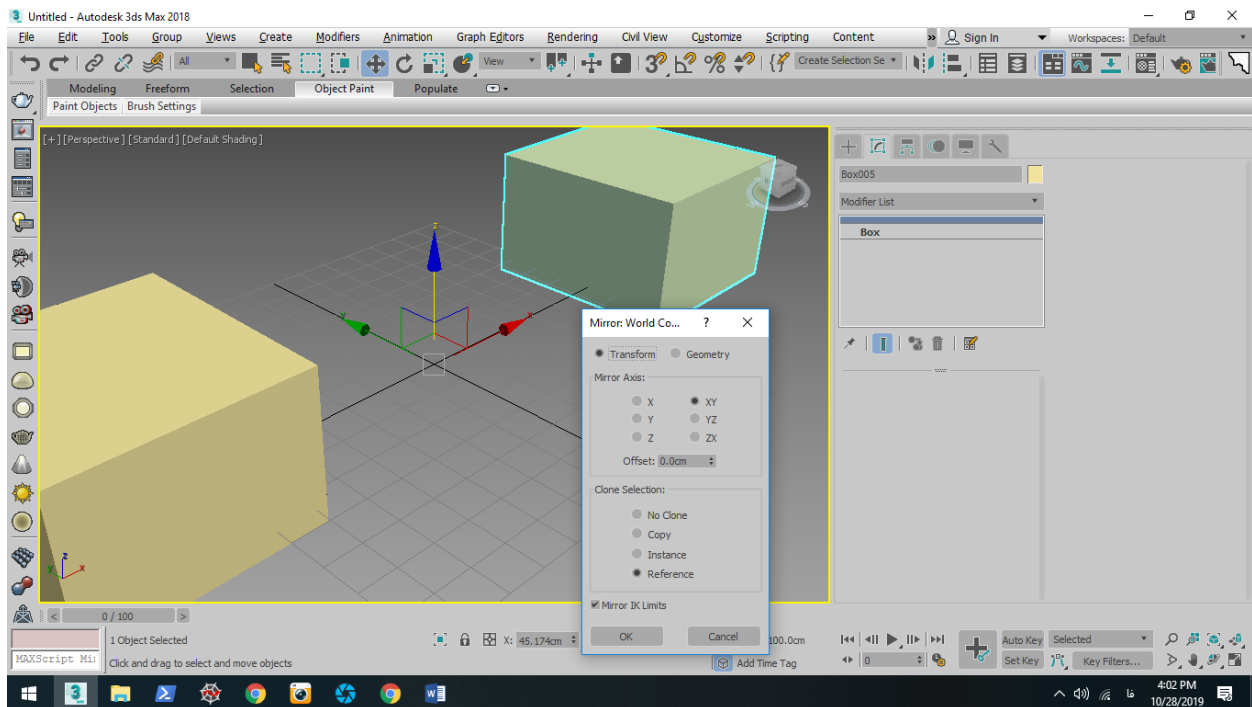 Untitled - Autodesk 3ds Max 2018
File Edit Tools Group Views Create Modifiers Animation Graph Editors Rendering Civil View Customize Scripting Content » Sign In Workspaces: Default
All View Create Selection Se
Modeling Freeform Selection Object Paint Populate
Paint Objects Brush Settings
[+] [Perspective] [Standard] [Default Shading]
Box005
Modifier List
Box
z
y x
Mirror: World Co... ?
Transform Geometry
Mirror Axis:
X XY
Y YZ
Z ZX
Offset: 0.0cm
Clone Selection:
No Clone
Copy
Instance
Reference
Mirror IK Limits
OK Cancel
z
y x
< 0 / 100 >
1 Object Selected X: 45.174cm 100.0cm Auto Key Selected
MAXScript Mi Click and drag to select and move objects Add Time Tag 0 Set Key Key Filters...
فا 4:02 PM
10/28/2019